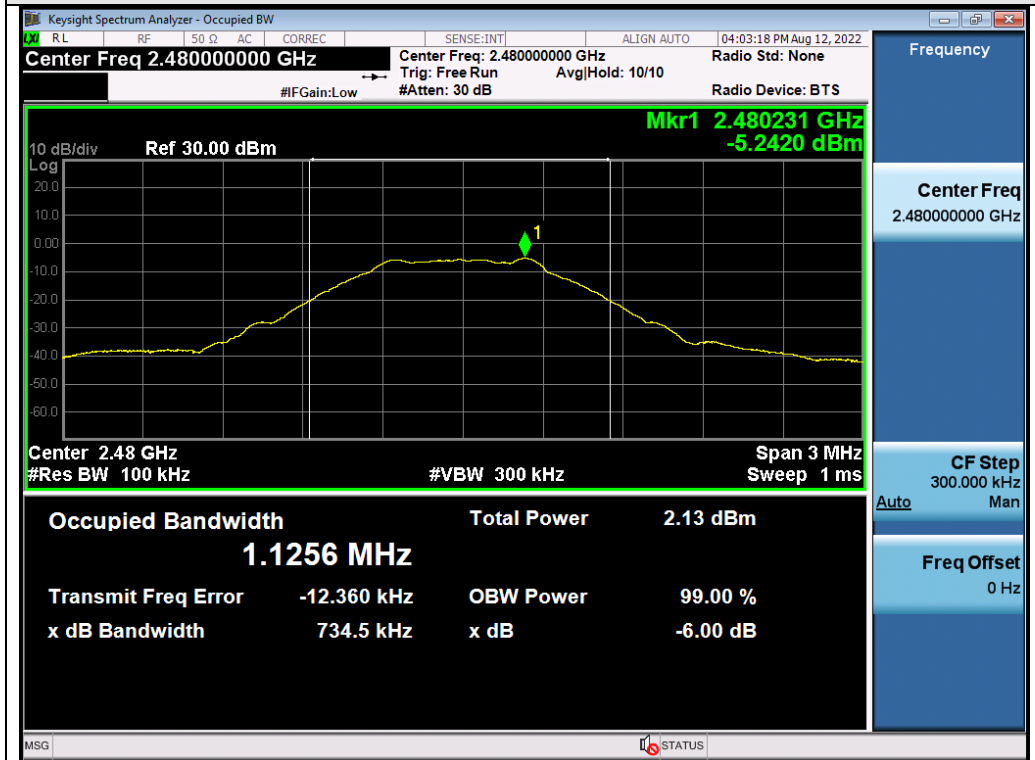 Keysight Spectrum Analyzer - Occupied BW
LXI RL RF 50 Ω AC CORREC SENSE:INT ALIGN AUTO 04:03:18 PM Aug 12, 2022
Center Freq 2.480000000 GHz
Center Freq: 2.480000000 GHz
Radio Std: None
Trig: Free Run Avg|Hold: 10/10
#IFGain:Low
#Atten: 30 dB
Radio Device: BTS
Mkr1 2.480231 GHz
-5.2420 dBm
10 dB/div Ref 30.00 dBm
Log
20.0
10.0
0.00
-10.0
-20.0
-30.0
-40.0
-50.0
-60.0
1
Center 2.48 GHz Span 3 MHz
#Res BW 100 kHz #VBW 300 kHz Sweep 1 ms
Occupied Bandwidth Total Power 2.13 dBm
1.1256 MHz
Transmit Freq Error -12.360 kHz OBW Power 99.00 %
x dB Bandwidth 734.5 kHz x dB -6.00 dB
Frequency
Center Freq
2.480000000 GHz
CF Step
300.000 kHz
Auto Man
Freq Offset
0 Hz
MSG STATUS